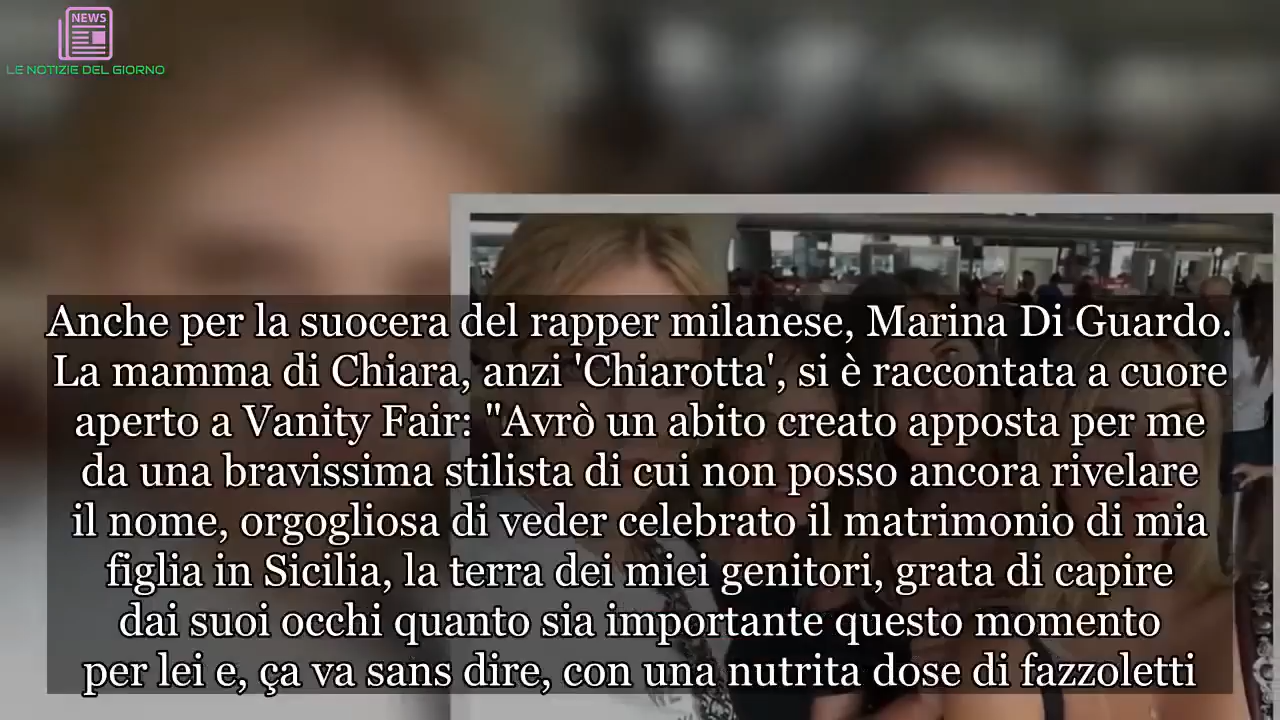 NEWS
LE NOTIZIE DEL GIORNO
Anche per la suocera del rapper milanese, Marina Di Guardo.
La mamma di Chiara, anzi 'Chiarotta', si è raccontata a cuore
aperto a Vanity Fair: "Avrò un abito creato apposta per me
da una bravissima stilista di cui non posso ancora rivelare
il nome, orgogliosa di veder celebrato il matrimonio di mia
figlia in Sicilia, la terra dei miei genitori, grata di capire
dai suoi occhi quanto sia importante questo momento
per lei e, ça va sans dire, con una nutrita dose di fazzoletti